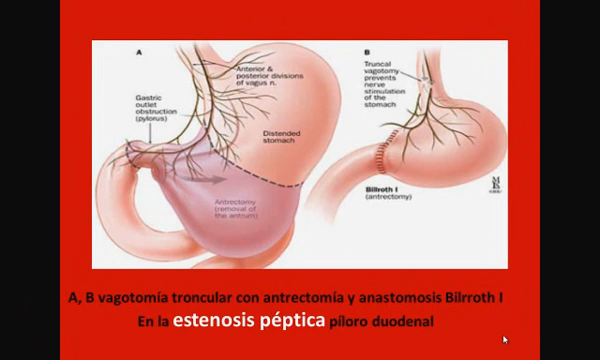 A
Anterior &
posterior divisions
of vagus n.
Gastric
outlet
obstruction
(pylorus)
Distended
stomach
Antrectomy
(removal of
the antrum)
B
Truncal
vagotomy
prevents
nerve
stimulation
of the
stomach
Billroth I
(antrectomy)
A, B vagotomía troncular con antrectomía y anastomosis Bilrroth I
En la estenosis péptica píloro duodenal